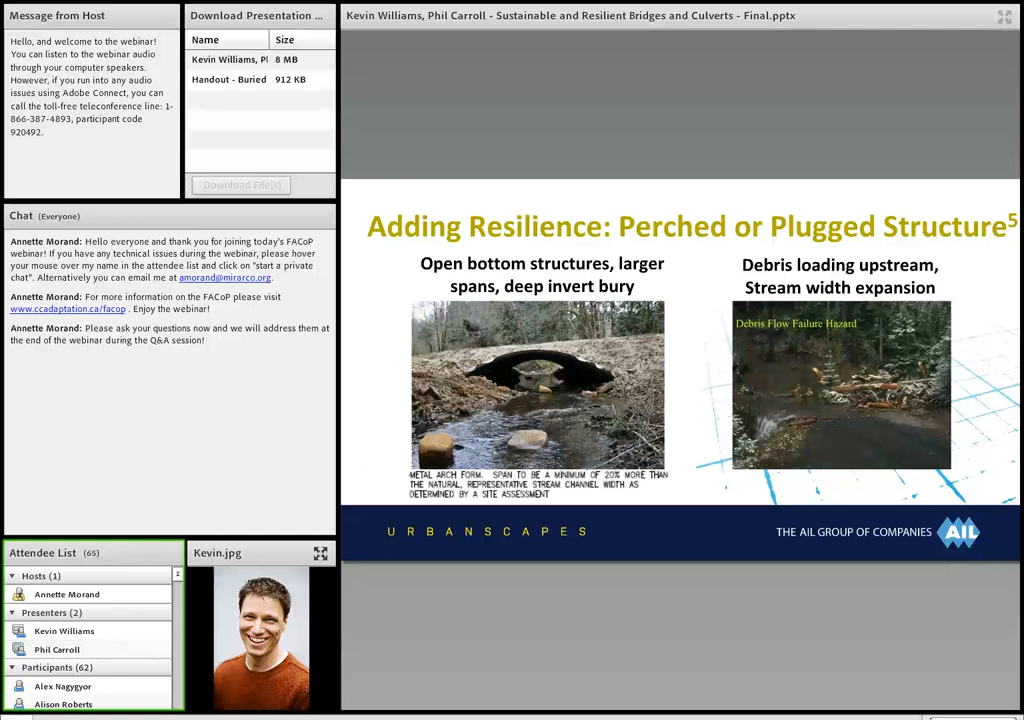 Message from Host
Hello, and welcome to the webinar!
You can listen to the webinar audio
through your computer speakers.
However, if you run into any audio
issues using Adobe Connect, you can
call the toll-free teleconference line: 1-
866-387-4893, participant code
920492.
Download Presentation ...
Name Size
Kevin Williams, Pl 8 MB
Handout - Buried 912 KB
Download File(s)
Chat (Everyone)
Annette Morand: Hello everyone and thank you for joining today's FACoP
webinar! If you have any technical issues during the webinar, please hover
your mouse over my name in the attendee list and click on "start a private
chat". Alternatively you can email me at amorand@mirarco.org.
Annette Morand: For more information on the FACoP please visit
www.ccadaptation.ca/facop . Enjoy the webinar!
Annette Morand: Please ask your questions now and we will address them at
the end of the webinar during the Q&A session!
Attendee List (65)
Hosts (1)
Annette Morand
Presenters (2)
Kevin Williams
Phil Carroll
Participants (62)
Alex Nagygyor
Alison Roberts
Kevin.jpg
Kevin Williams, Phil Carroll - Sustainable and Resilient Bridges and Culverts - Final.pptx
Adding Resilience: Perched or Plugged Structure5
Open bottom structures, larger
spans, deep invert bury
METAL ARCH FORM. SPAN TO BE A MINIMUM OF 20% MORE THAN
THE NATURAL, REPRESENTATIVE STREAM CHANNEL WIDTH AS
DETERMINED BY A SITE ASSESSMENT
Debris loading upstream,
Stream width expansion
Debris Flow Failure Hazard
URBANSCAPES
THE AIL GROUP OF COMPANIES AIL